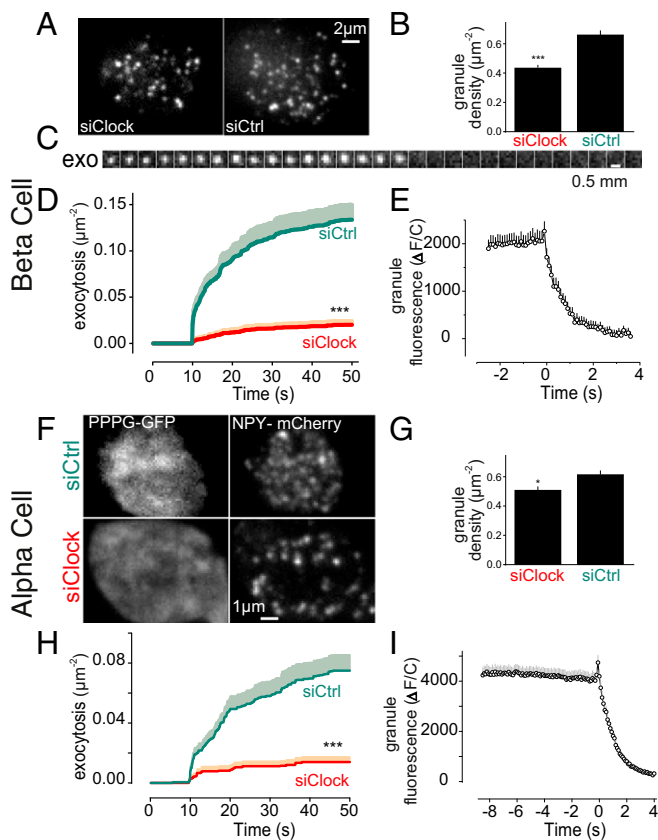 A
siClock
siCtrl
2μm
B
granule
density (μm⁻²)
0.6
0.4
0.2
0.0
***
siClock
siCtrl
C
exo
0.5 mm
Beta Cell
D
exocytosis (μm⁻²)
0.15
0.10
0.05
0.00
siCtrl
***
siClock
0 10 20 30 40 50
Time (s)
E
granule
fluorescence (ΔF/C)
2000
1000
0
-2 0 2 4
Time (s)
F
PPPG-GFP
NPY- mCherry
siCtrl
siClock
1μm
Alpha Cell
G
granule
density (μm⁻²)
0.6
0.4
0.2
0.0
*
siClock
siCtrl
H
exocytosis (μm⁻²)
0.08
0.04
0.00
siCtrl
***
siClock
0 10 20 30 40 50
Time (s)
I
granule
fluorescence (ΔF/C)
4000
2000
0
-8 -6 -4 -2 0 2 4
Time (s)